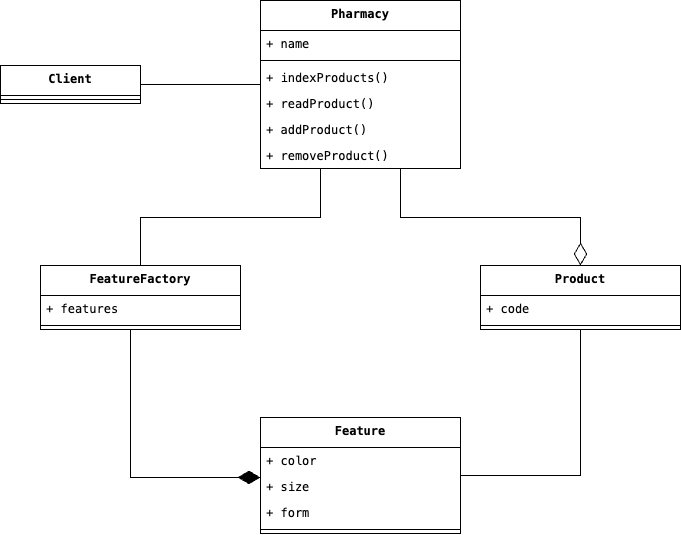 Pharmacy
+ name
+ indexProducts()
+ readProduct()
+ addProduct()
+ removeProduct()
Client
FeatureFactory
+ features
Product
+ code
Feature
+ color
+ size
+ form